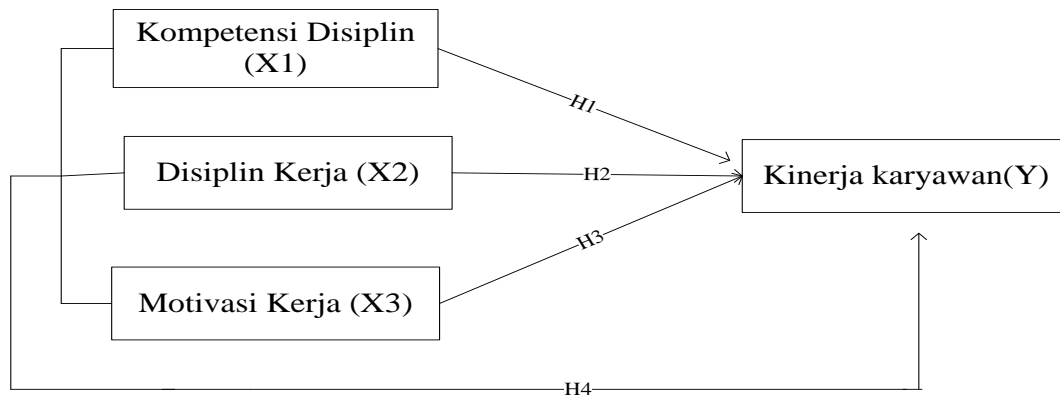 Kompetensi Disiplin
(X1)
H1
Disiplin Kerja (X2)
H2
Kinerja karyawan(Y)
H3
Motivasi Kerja (X3)
H4